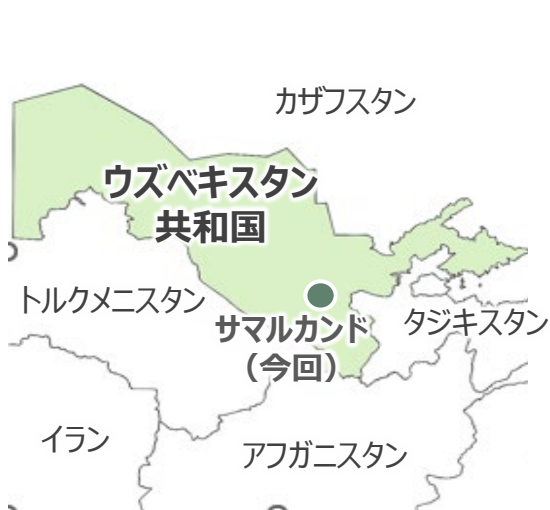 カザフスタン
ウズベキスタン
共和国
トルクメニスタン
サマルカンド
（今回）
タジキスタン
イラン
アフガニスタン